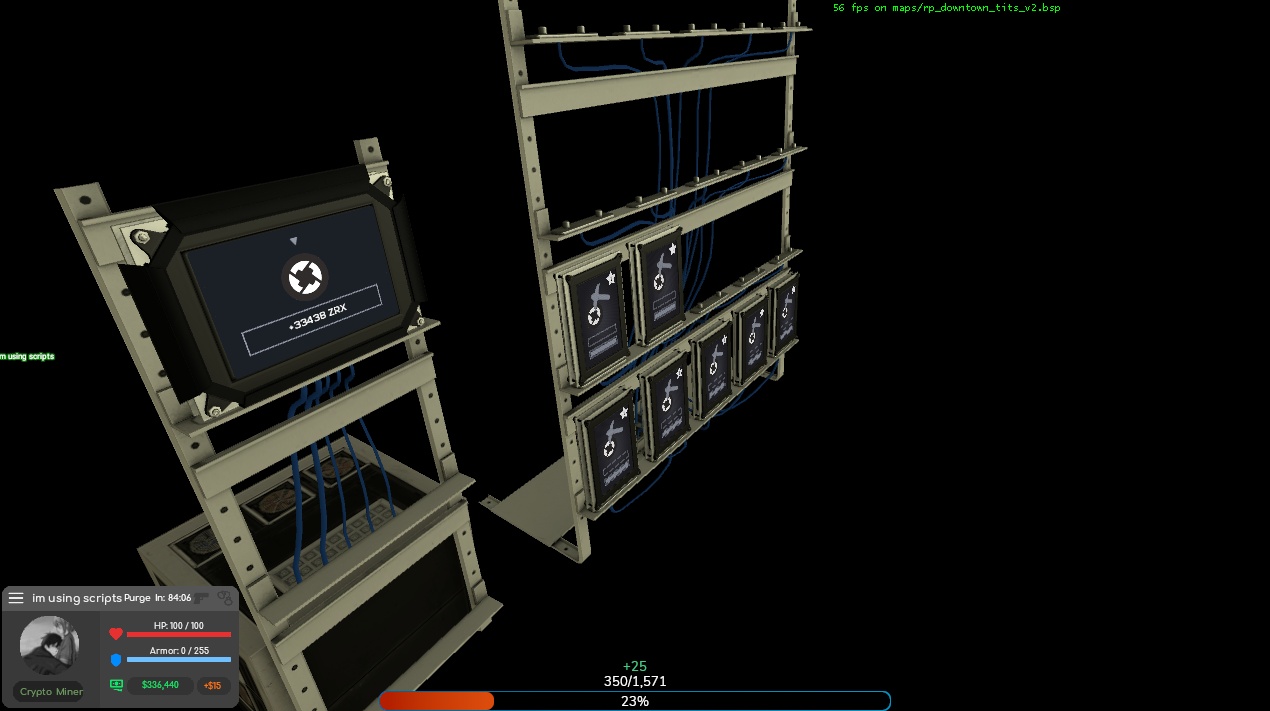 56 fps on maps/rp_downtown_tits_v2.bsp
+33438 ZRX
m using scripts
im using scripts Purge In: 84:06
HP: 100 / 100
Armor: 0 / 255
Crypto Miner
$336,440
+$15
+25
350/1,571
23%